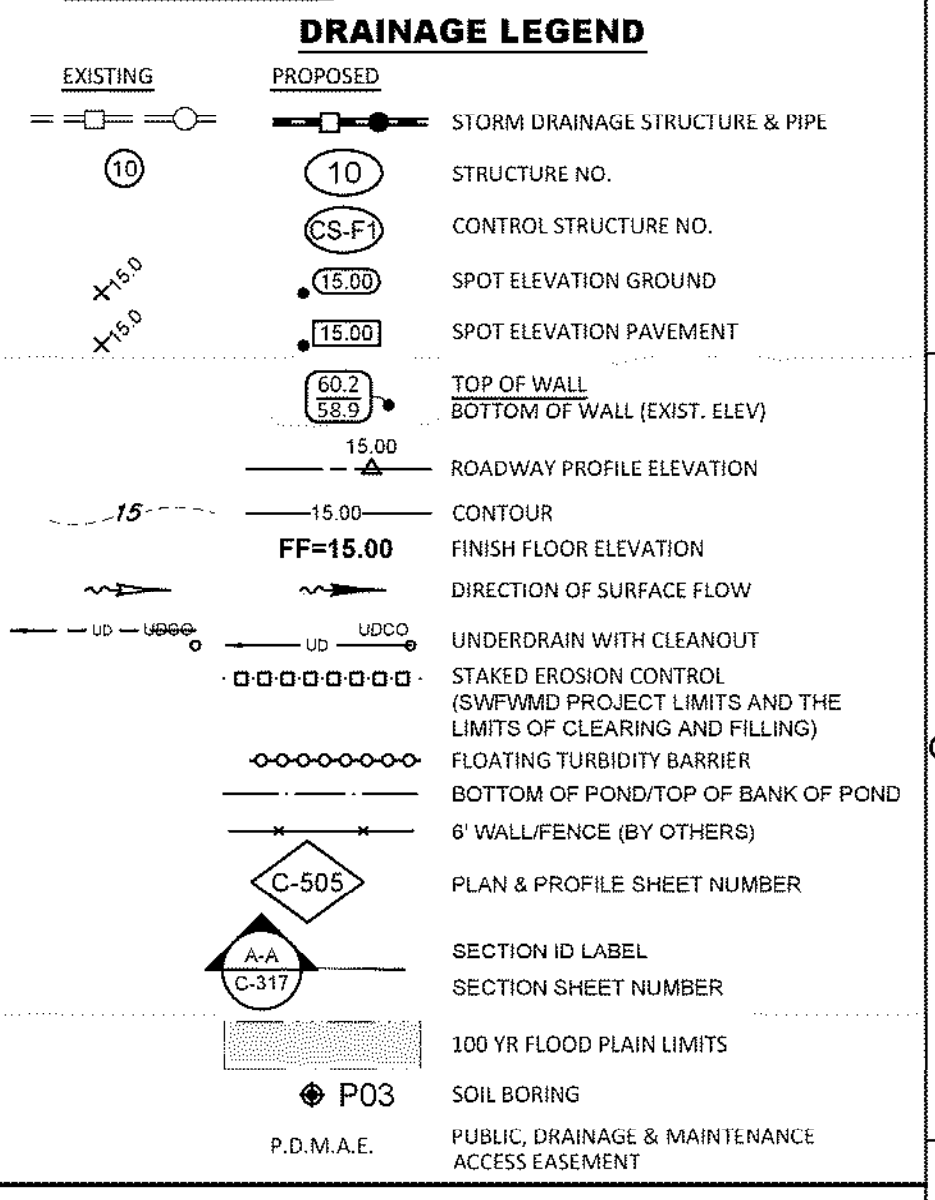 DRAINAGE LEGEND
EXISTING PROPOSED
STORM DRAINAGE STRUCTURE & PIPE
10 10 STRUCTURE NO.
CS-F1 CONTROL STRUCTURE NO.
15.0 15.00 SPOT ELEVATION GROUND
15.0 15.00 SPOT ELEVATION PAVEMENT
60.2 TOP OF WALL
58.9 BOTTOM OF WALL (EXIST. ELEV)
15.00
ROADWAY PROFILE ELEVATION
15 15.00 CONTOUR
FF=15.00 FINISH FLOOR ELEVATION
DIRECTION OF SURFACE FLOW
UD UDCO UD UDCO UNDERDRAIN WITH CLEANOUT
STAKED EROSION CONTROL
(SWFWMD PROJECT LIMITS AND THE
LIMITS OF CLEARING AND FILLING)
FLOATING TURBIDITY BARRIER
BOTTOM OF POND/TOP OF BANK OF POND
6' WALL/FENCE (BY OTHERS)
C-505 PLAN & PROFILE SHEET NUMBER
A-A SECTION ID LABEL
C-317 SECTION SHEET NUMBER
100 YR FLOOD PLAIN LIMITS
P03 SOIL BORING
P.D.M.A.E. PUBLIC, DRAINAGE & MAINTENANCE
ACCESS EASEMENT